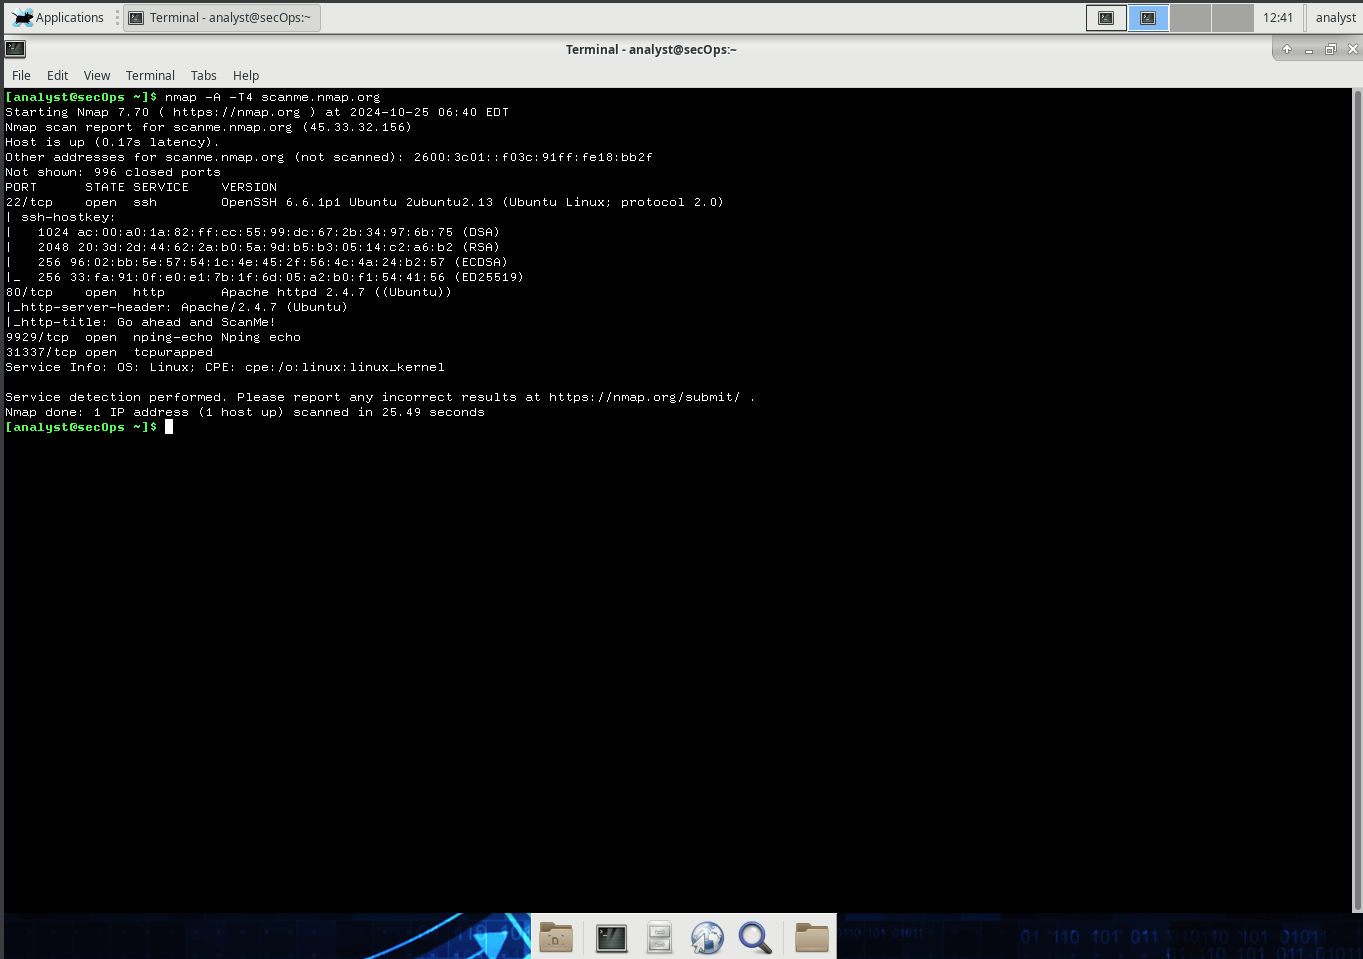 Applications Terminal - analyst@secOps:~ 12:41 analyst
Terminal - analyst@secOps:~
File Edit View Terminal Tabs Help
[analyst@secOps ~]$ nmap -A -T4 scanme.nmap.org
Starting Nmap 7.70 ( https://nmap.org ) at 2024-10-25 06:40 EDT
Nmap scan report for scanme.nmap.org (45.33.32.156)
Host is up (0.17s latency).
Other addresses for scanme.nmap.org (not scanned): 2600:3c01::f03c:91ff:fe18:bb2f
Not shown: 996 closed ports
PORT      STATE SERVICE    VERSION
22/tcp    open  ssh        OpenSSH 6.6.1p1 Ubuntu 2ubuntu2.13 (Ubuntu Linux; protocol 2.0)
| ssh-hostkey:
|   1024 ac:00:a0:1a:82:ff:cc:55:99:dc:67:2b:34:97:6b:75 (DSA)
|   2048 20:3d:2d:44:62:2a:b0:5a:9d:b5:b3:05:14:c2:a6:b2 (RSA)
|   256 96:02:bb:5e:57:54:1c:4e:45:2f:56:4c:4a:24:b2:57 (ECDSA)
|_  256 33:fa:91:0f:e0:e1:7b:1f:6d:05:a2:b0:f1:54:41:56 (ED25519)
80/tcp    open  http       Apache httpd 2.4.7 ((Ubuntu))
|_http-server-header: Apache/2.4.7 (Ubuntu)
|_http-title: Go ahead and ScanMe!
9929/tcp  open  nping-echo Nping echo
31337/tcp open  tcpwrapped
Service Info: OS: Linux; CPE: cpe:/o:linux:linux_kernel
Service detection performed. Please report any incorrect results at https://nmap.org/submit/ .
Nmap done: 1 IP address (1 host up) scanned in 25.49 seconds
[analyst@secOps ~]$